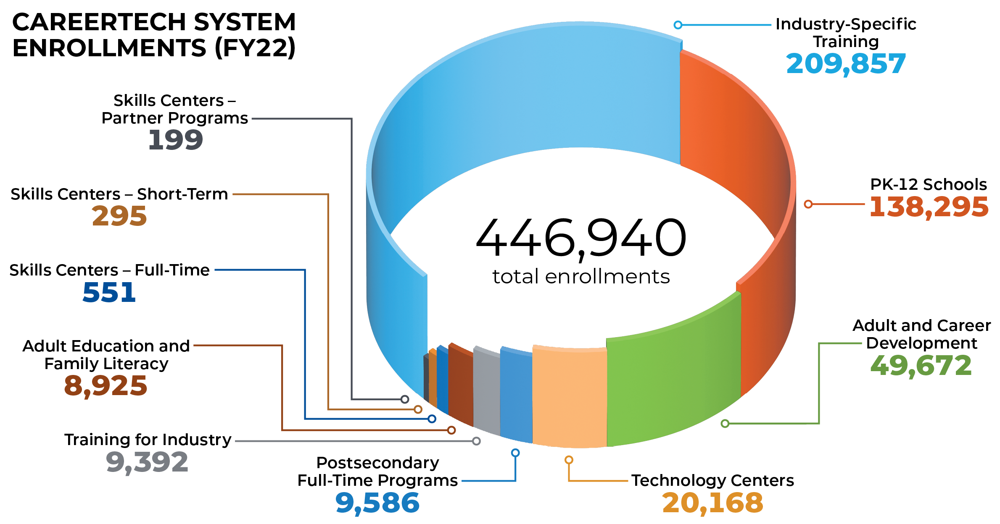 CAREERTECH SYSTEM
ENROLLMENTS (FY22)
Industry-Specific
Training
209,857
Skills Centers –
Partner Programs
199
PK-12 Schools
138,295
Skills Centers – Short-Term
295
446,940
total enrollments
Skills Centers – Full-Time
551
Adult and Career
Development
49,672
Adult Education and
Family Literacy
8,925
Training for Industry
9,392
Postsecondary
Full-Time Programs
9,586
Technology Centers
20,168